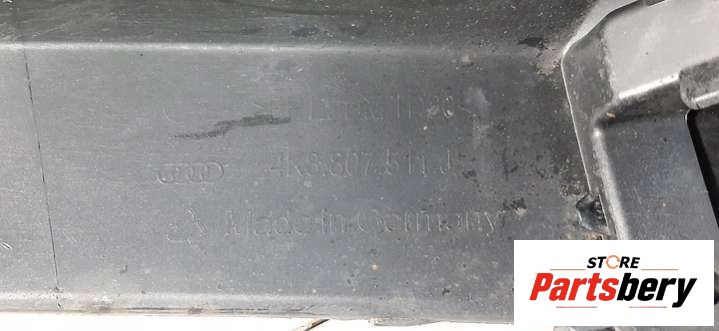 4K8.807.511 J
Made in Germany
STORE
Partsbery